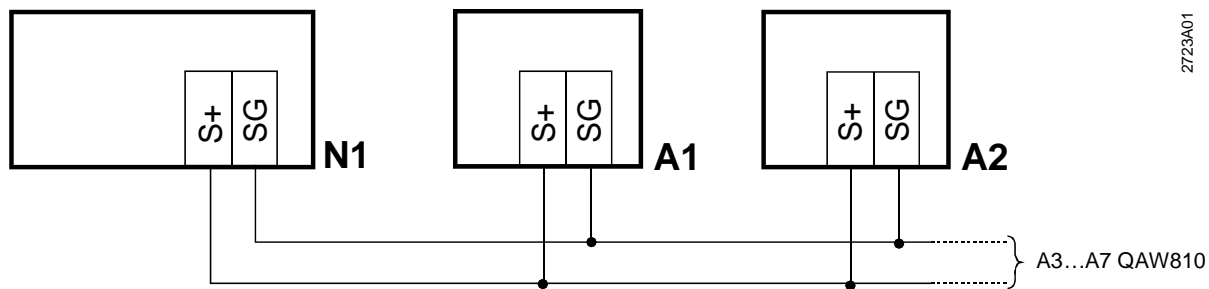 2723A01
S+ SG N1
S+ SG A1
S+ SG A2
A3...A7 QAW810